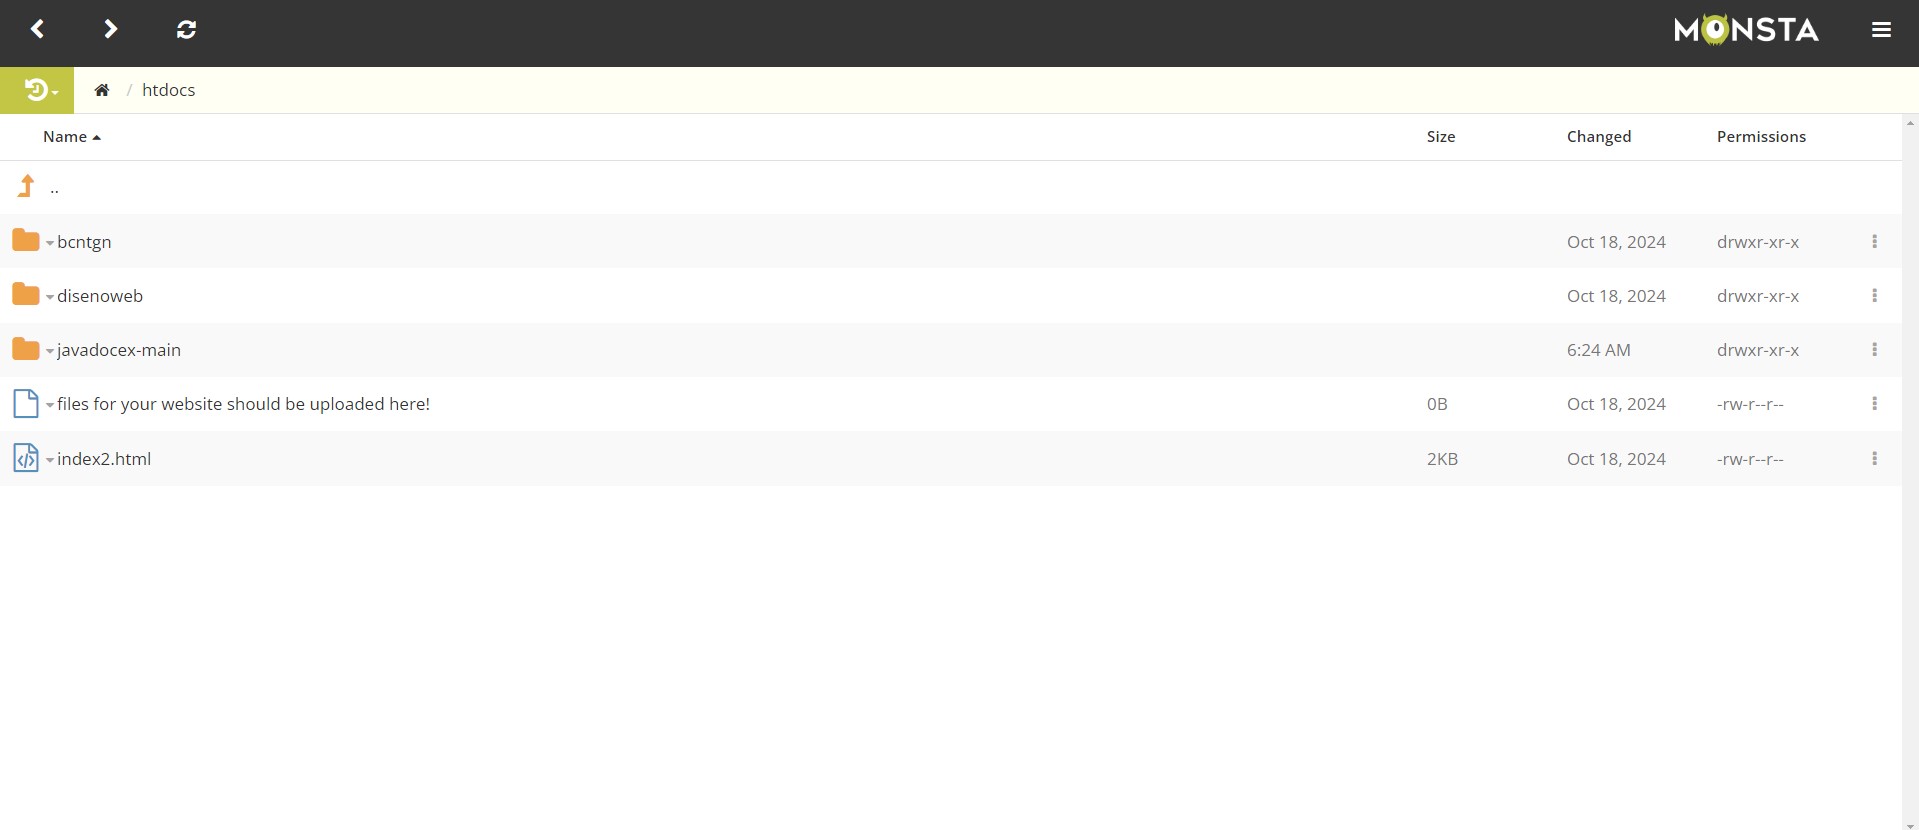 MONSTA
/ htdocs
Name Size Changed Permissions
..
bcntgn Oct 18, 2024 drwxr-xr-x
disenoweb Oct 18, 2024 drwxr-xr-x
javadocex-main 6:24 AM drwxr-xr-x
files for your website should be uploaded here! 0B Oct 18, 2024 -rw-r--r--
index2.html 2KB Oct 18, 2024 -rw-r--r--